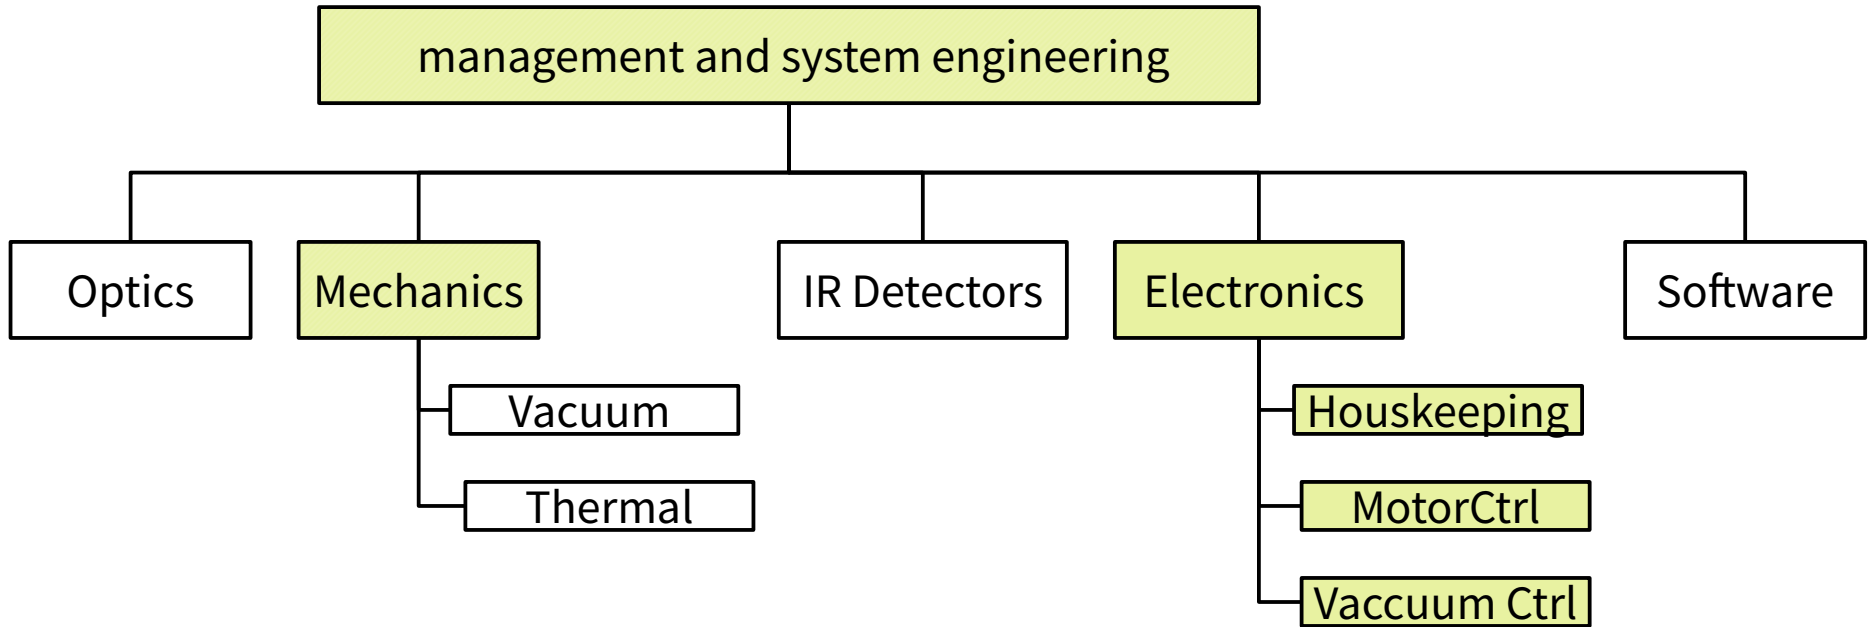 management and system engineering
Optics
Mechanics
IR Detectors
Electronics
Software
Vacuum
Thermal
Houskeeping
MotorCtrl
Vaccuum Ctrl